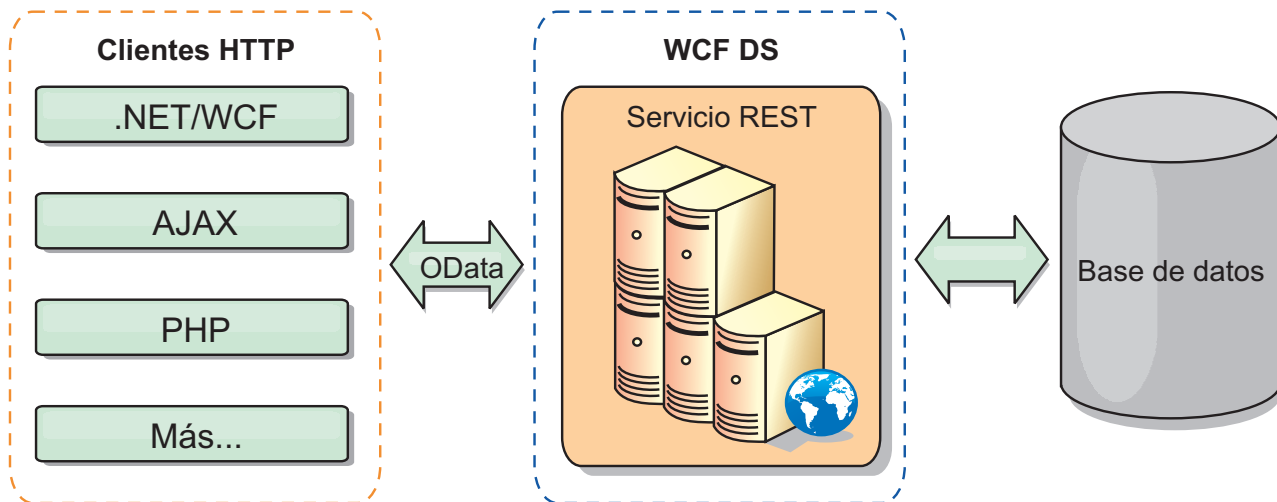 Clientes HTTP
.NET/WCF
AJAX
PHP
Más...
OData
WCF DS
Servicio REST
Base de datos